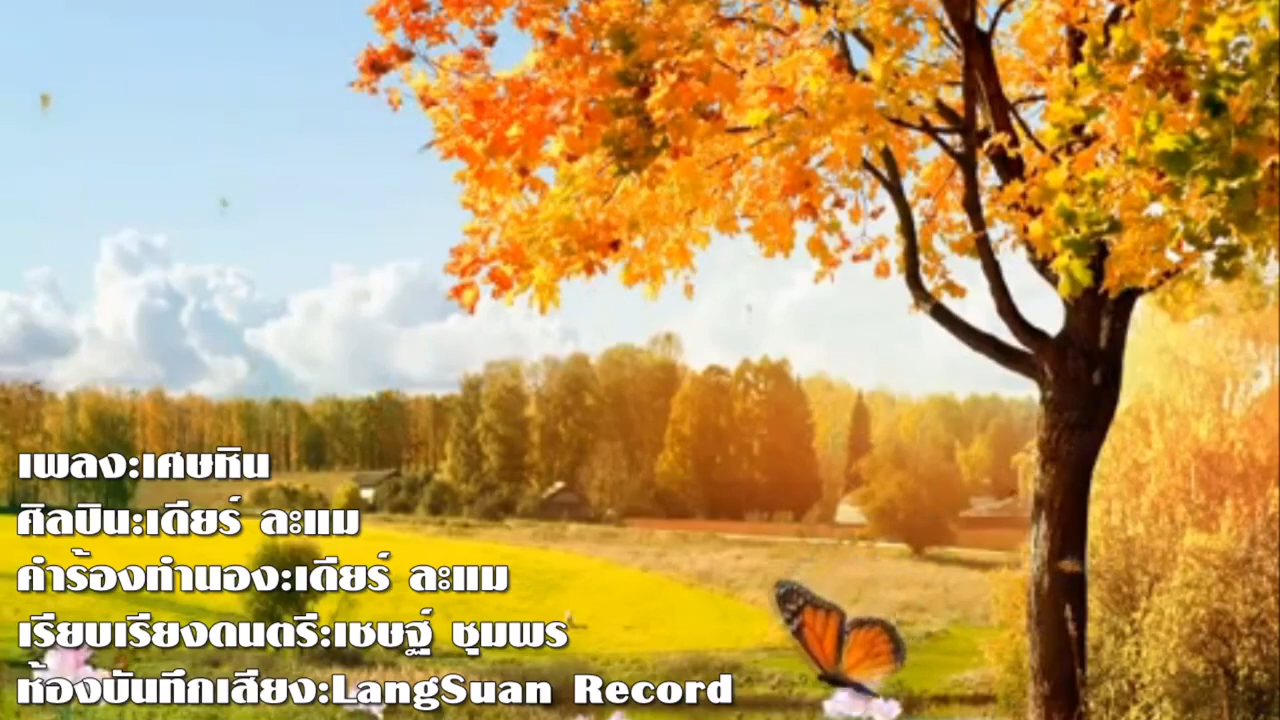 เพลง:เศษหิน
ศิลปิน:เดียร์ ละแม
คำร้องทำนอง:เดียร์ ละแม
เรียบเรียงดนตรี:เชษฐ์ ชุมพร
ห้องบันทึกเสียง:LangSuan Record